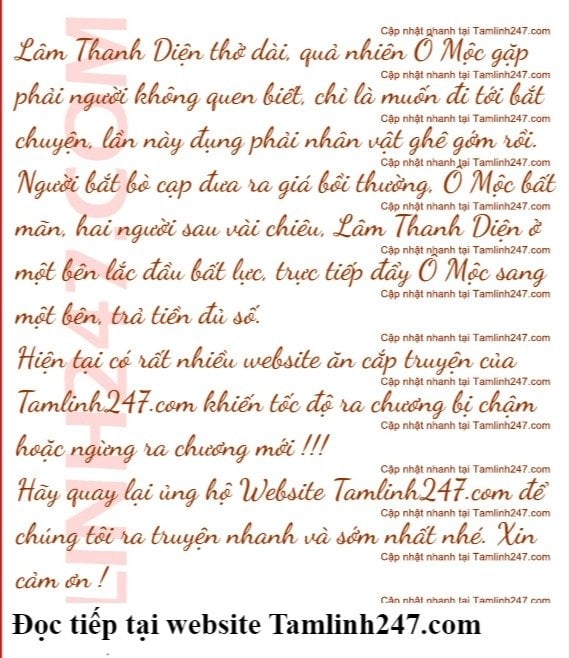 Cập nhật nhanh tại Tamlinh247.com
Lâm Thanh Diện thở dài, quả nhiên Ô Mộc gặp
Cập nhật nhanh tại Tamlinh247.com
phải người không quen biết, chỉ là muốn đi tới bắt
Cập nhật nhanh tại Tamlinh247.com
chuyện, lần này đụng phải nhân vật ghê gớm rồi.
Cập nhật nhanh tại Tamlinh247.com
Người bắt bò cạp đưa ra giá bồi thường, Ô Mộc bất
Cập nhật nhanh tại Tamlinh247.com
mãn, hai người sau vài chiêu, Lâm Thanh Diện ở
Cập nhật nhanh tại Tamlinh247.com
một bên lắc đầu bất lực, trực tiếp đẩy Ô Mộc sang
Cập nhật nhanh tại Tamlinh247.com
một bên, trả tiền đủ số.
Cập nhật nhanh tại Tamlinh247.com
Hiện tại có rất nhiều website ăn cắp truyện của
Cập nhật nhanh tại Tamlinh247.com
Tamlinh247.com khiến tốc độ ra chương bị chậm
Cập nhật nhanh tại Tamlinh247.com
hoặc ngừng ra chương mới !!!
Cập nhật nhanh tại Tamlinh247.com
Hãy quay lại ủng hộ Website Tamlinh247.com để
Cập nhật nhanh tại Tamlinh247.com
chúng tôi ra truyện nhanh và sớm nhất nhé. Xin
Cập nhật nhanh tại Tamlinh247.com
cảm ơn !
Cập nhật nhanh tại Tamlinh247.com
LINH247.COM
Đọc tiếp tại website Tamlinh247.com